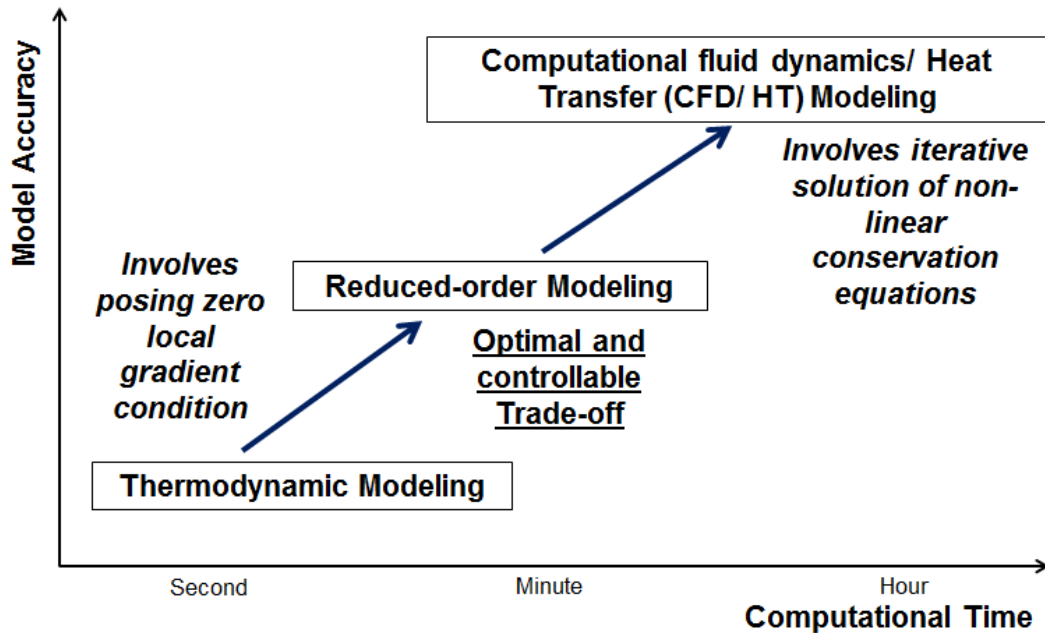 Model Accuracy
Computational fluid dynamics/ Heat
Transfer (CFD/ HT) Modeling
Involves iterative
solution of non-
linear
conservation
equations
Involves
posing zero
local
gradient
condition
Reduced-order Modeling
Optimal and
controllable
Trade-off
Thermodynamic Modeling
Second
Minute
Hour
Computational Time